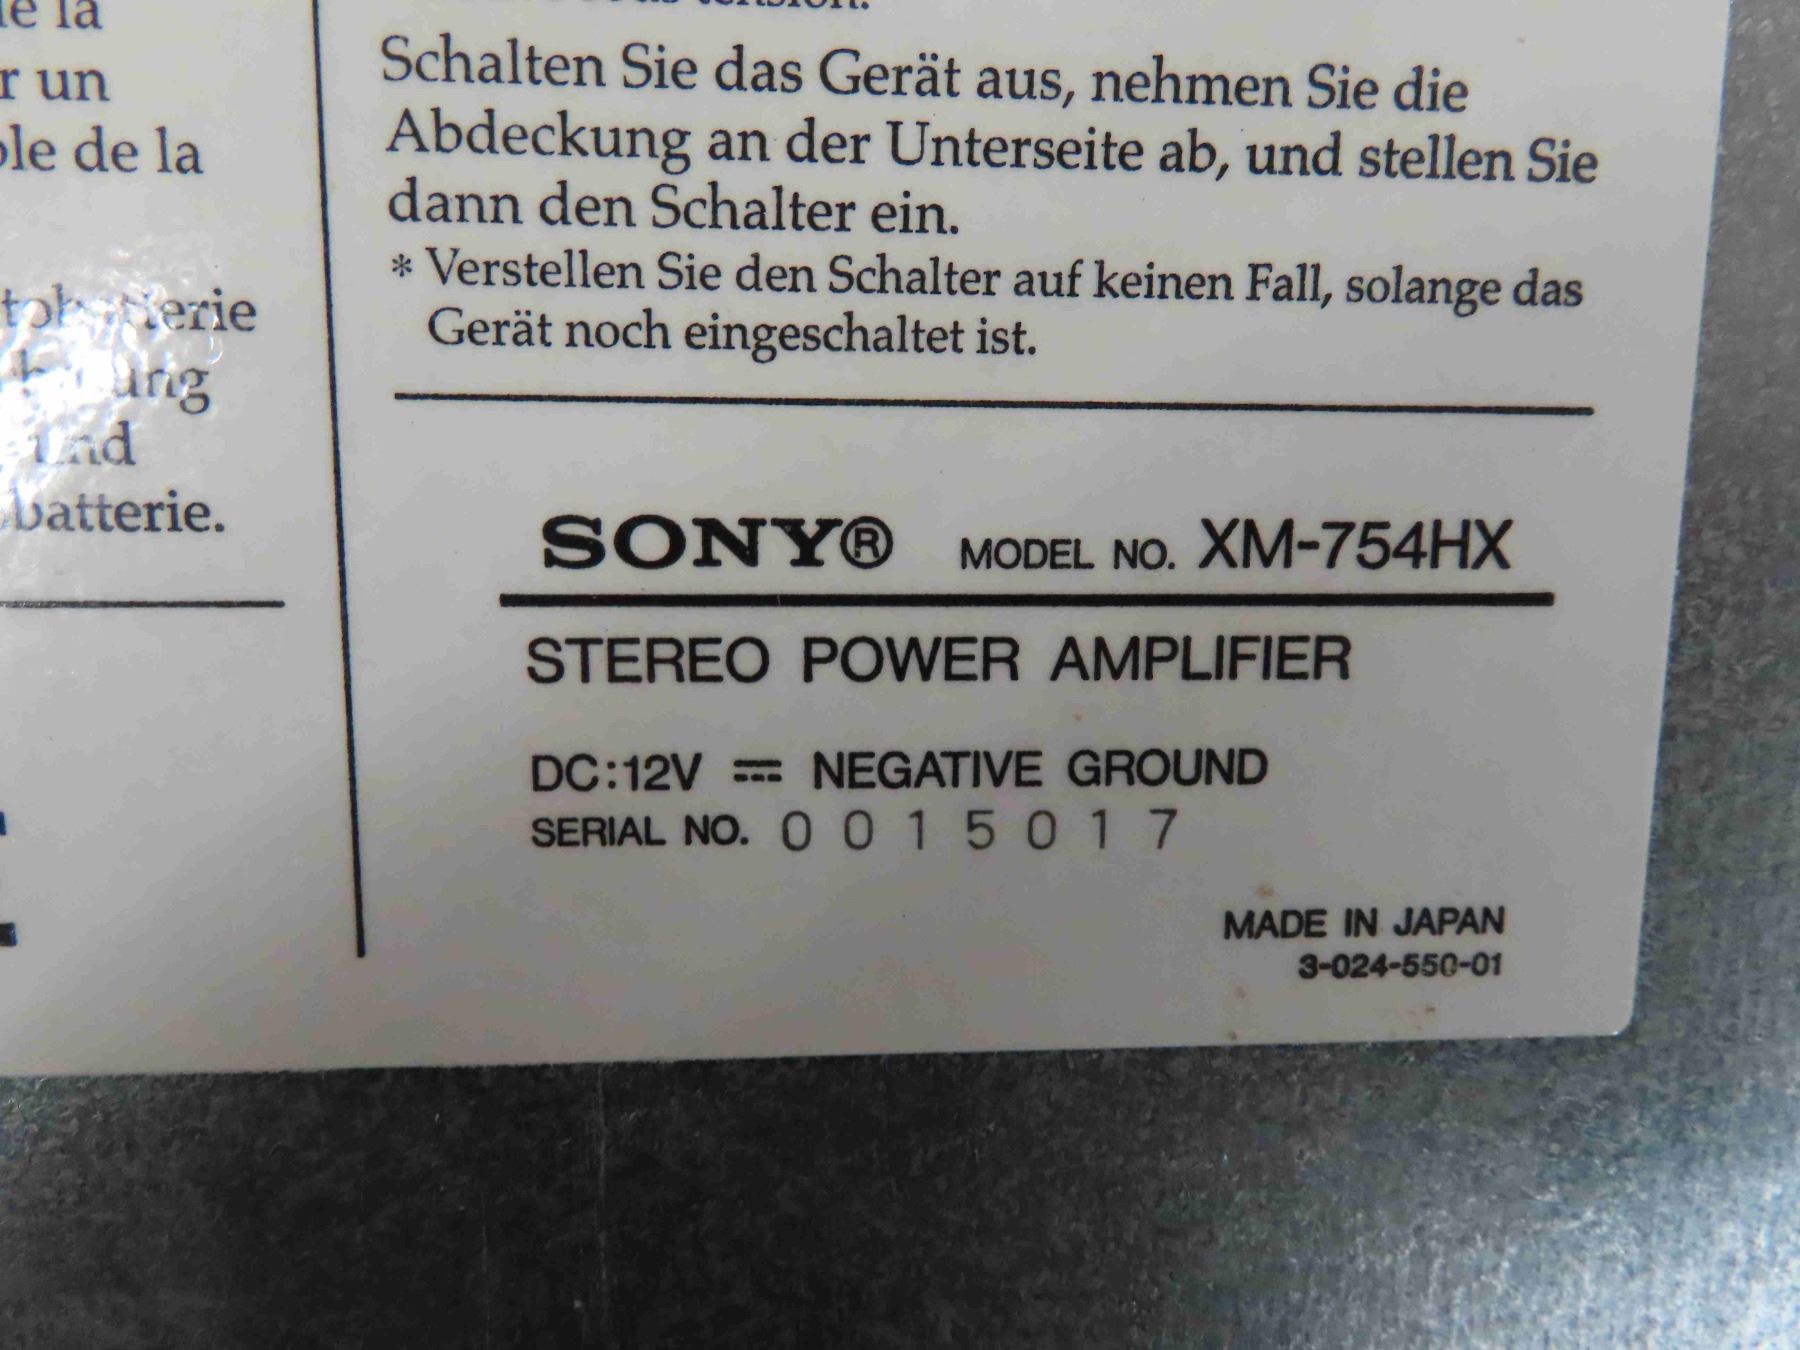 la
un
de la
batterie.
tension.
Schalten Sie das Gerät aus, nehmen Sie die
Abdeckung an der Unterseite ab, und stellen Sie
dann den Schalter ein.
* Verstellen Sie den Schalter auf keinen Fall, solange das
Gerät noch eingeschaltet ist.
SONY® MODEL NO. XM-754HX
STEREO POWER AMPLIFIER
DC:12V ⎓ NEGATIVE GROUND
SERIAL NO. 0015017
MADE IN JAPAN
3-024-550-01